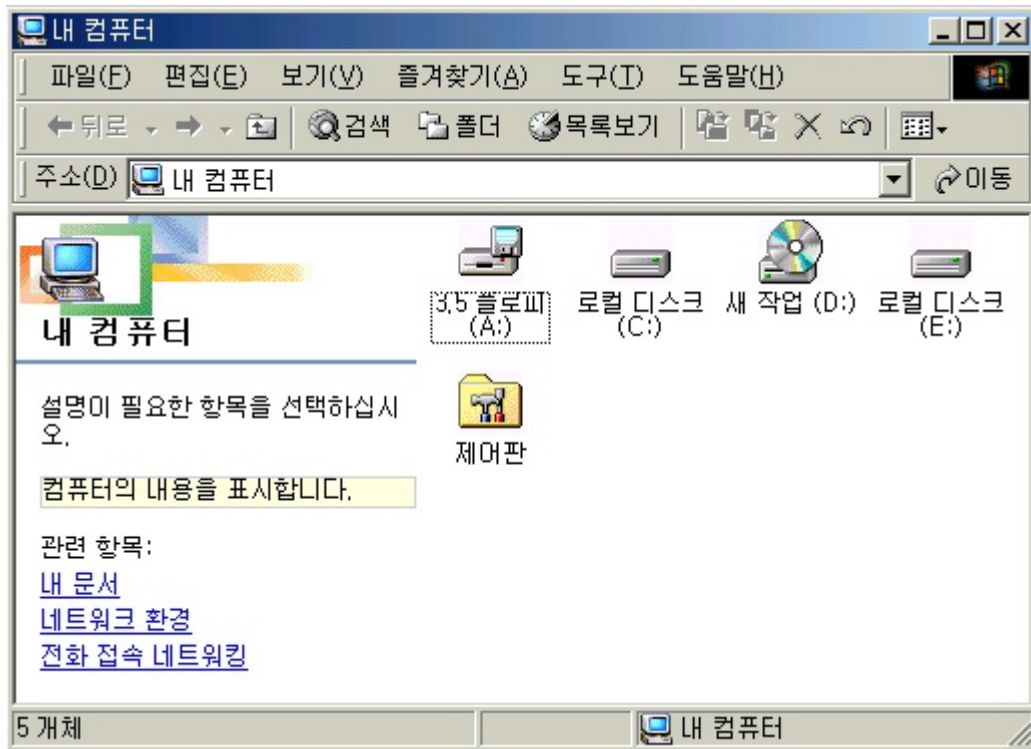 내 컴퓨터
파일(F) 편집(E) 보기(V) 즐겨찾기(A) 도구(T) 도움말(H)
뒤로 검색 폴더 목록보기
주소(D) 내 컴퓨터 이동
내 컴퓨터
설명이 필요한 항목을 선택하십시
오.
컴퓨터의 내용을 표시합니다.
관련 항목:
내 문서
네트워크 환경
전화 접속 네트워킹
3.5 플로피
(A:)
로컬 디스크
(C:)
새 작업 (D:)
로컬 디스크
(E:)
제어판
5 개체
내 컴퓨터